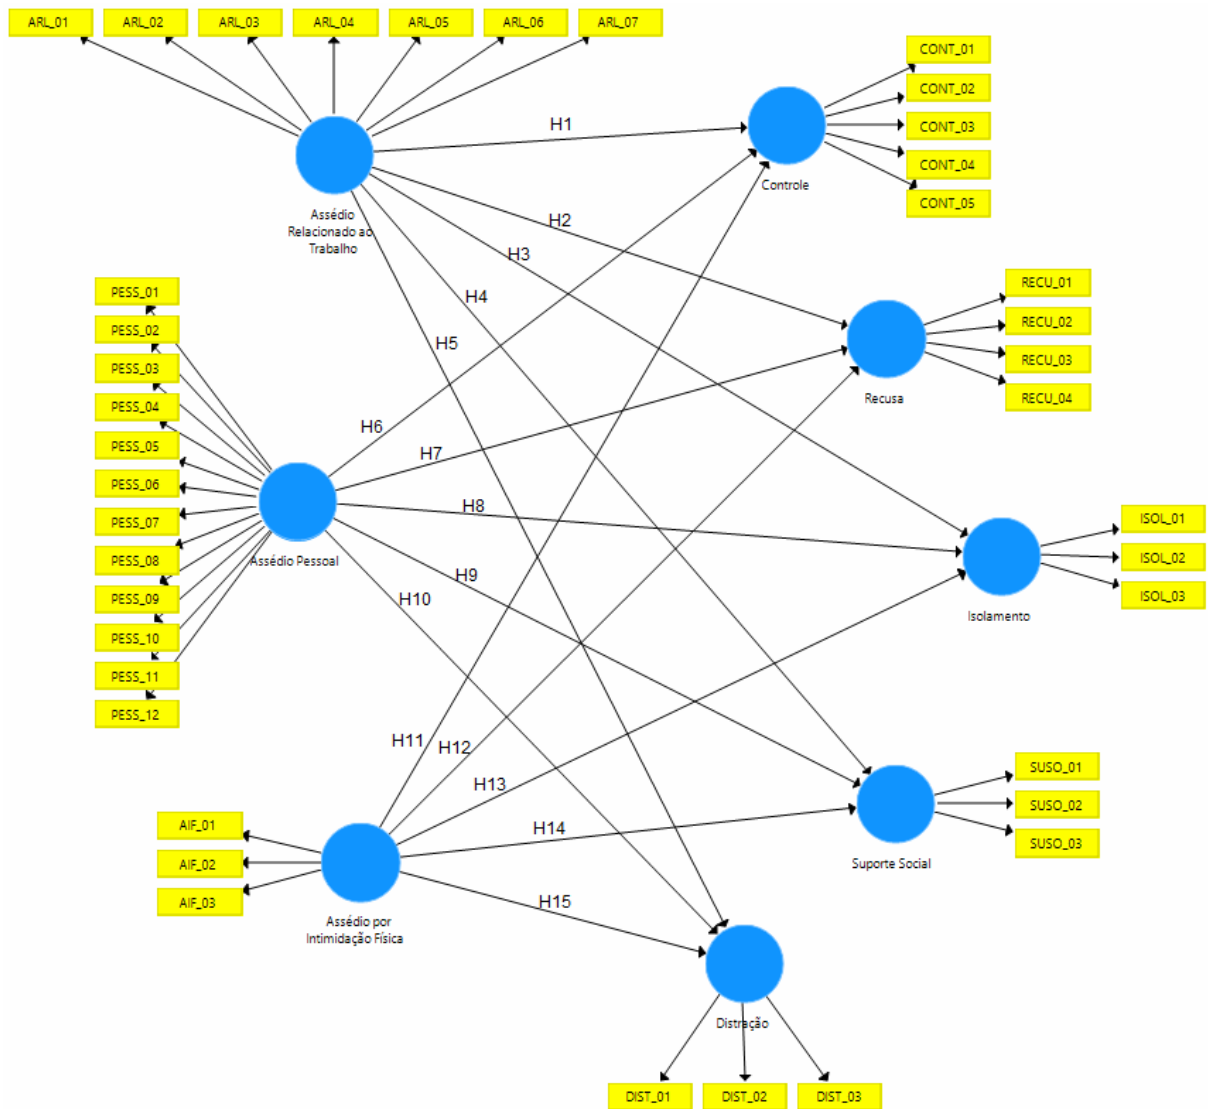 ARL_01
ARL_02
ARL_03
ARL_04
ARL_05
ARL_06
ARL_07
CONT_01
CONT_02
CONT_03
CONT_04
CONT_05
H1
Controle
Assédio
Relacionado ao
Trabalho
H2
H3
H4
H5
PESS_01
PESS_02
PESS_03
PESS_04
PESS_05
PESS_06
PESS_07
PESS_08
PESS_09
PESS_10
PESS_11
PESS_12
RECU_01
RECU_02
RECU_03
RECU_04
Recusa
H6
H7
H8
H9
H10
Assédio Pessoal
ISOL_01
ISOL_02
ISOL_03
Isolamento
H11
H12
H13
H14
H15
AIF_01
AIF_02
AIF_03
Assédio por
Intimidação Física
SUSO_01
SUSO_02
SUSO_03
Suporte Social
Distração
DIST_01
DIST_02
DIST_03